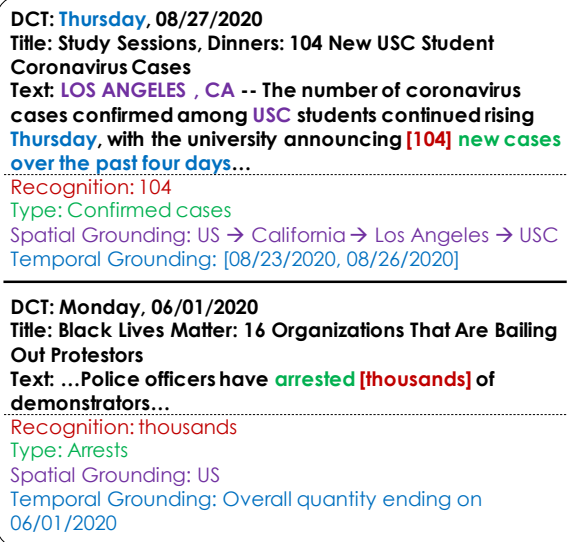 DCT: Thursday, 08/27/2020
Title: Study Sessions, Dinners: 104 New USC Student
Coronavirus Cases
Text: LOS ANGELES , CA -- The number of coronavirus
cases confirmed among USC students continued rising
Thursday, with the university announcing [104] new cases
over the past four days…
Recognition: 104
Type: Confirmed cases
Spatial Grounding: US → California → Los Angeles → USC
Temporal Grounding: [08/23/2020, 08/26/2020]
DCT: Monday, 06/01/2020
Title: Black Lives Matter: 16 Organizations That Are Bailing
Out Protestors
Text: …Police officers have arrested [thousands] of
demonstrators…
Recognition: thousands
Type: Arrests
Spatial Grounding: US
Temporal Grounding: Overall quantity ending on
06/01/2020